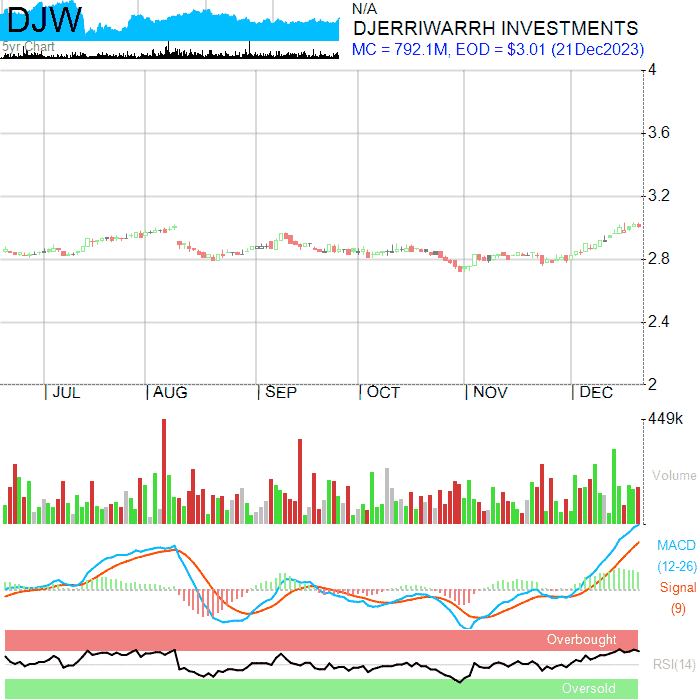 DJW
5yr Chart
N/A
DJERRIWARRH INVESTMENTS
MC = 792.1M, EOD = $3.01 (21Dec2023)
4
3.6
3.2
2.8
2.4
2
JUL AUG SEP OCT NOV DEC
449k
Volume
MACD
(12-26)
Signal
(9)
Overbought
RSI(14)
Oversold